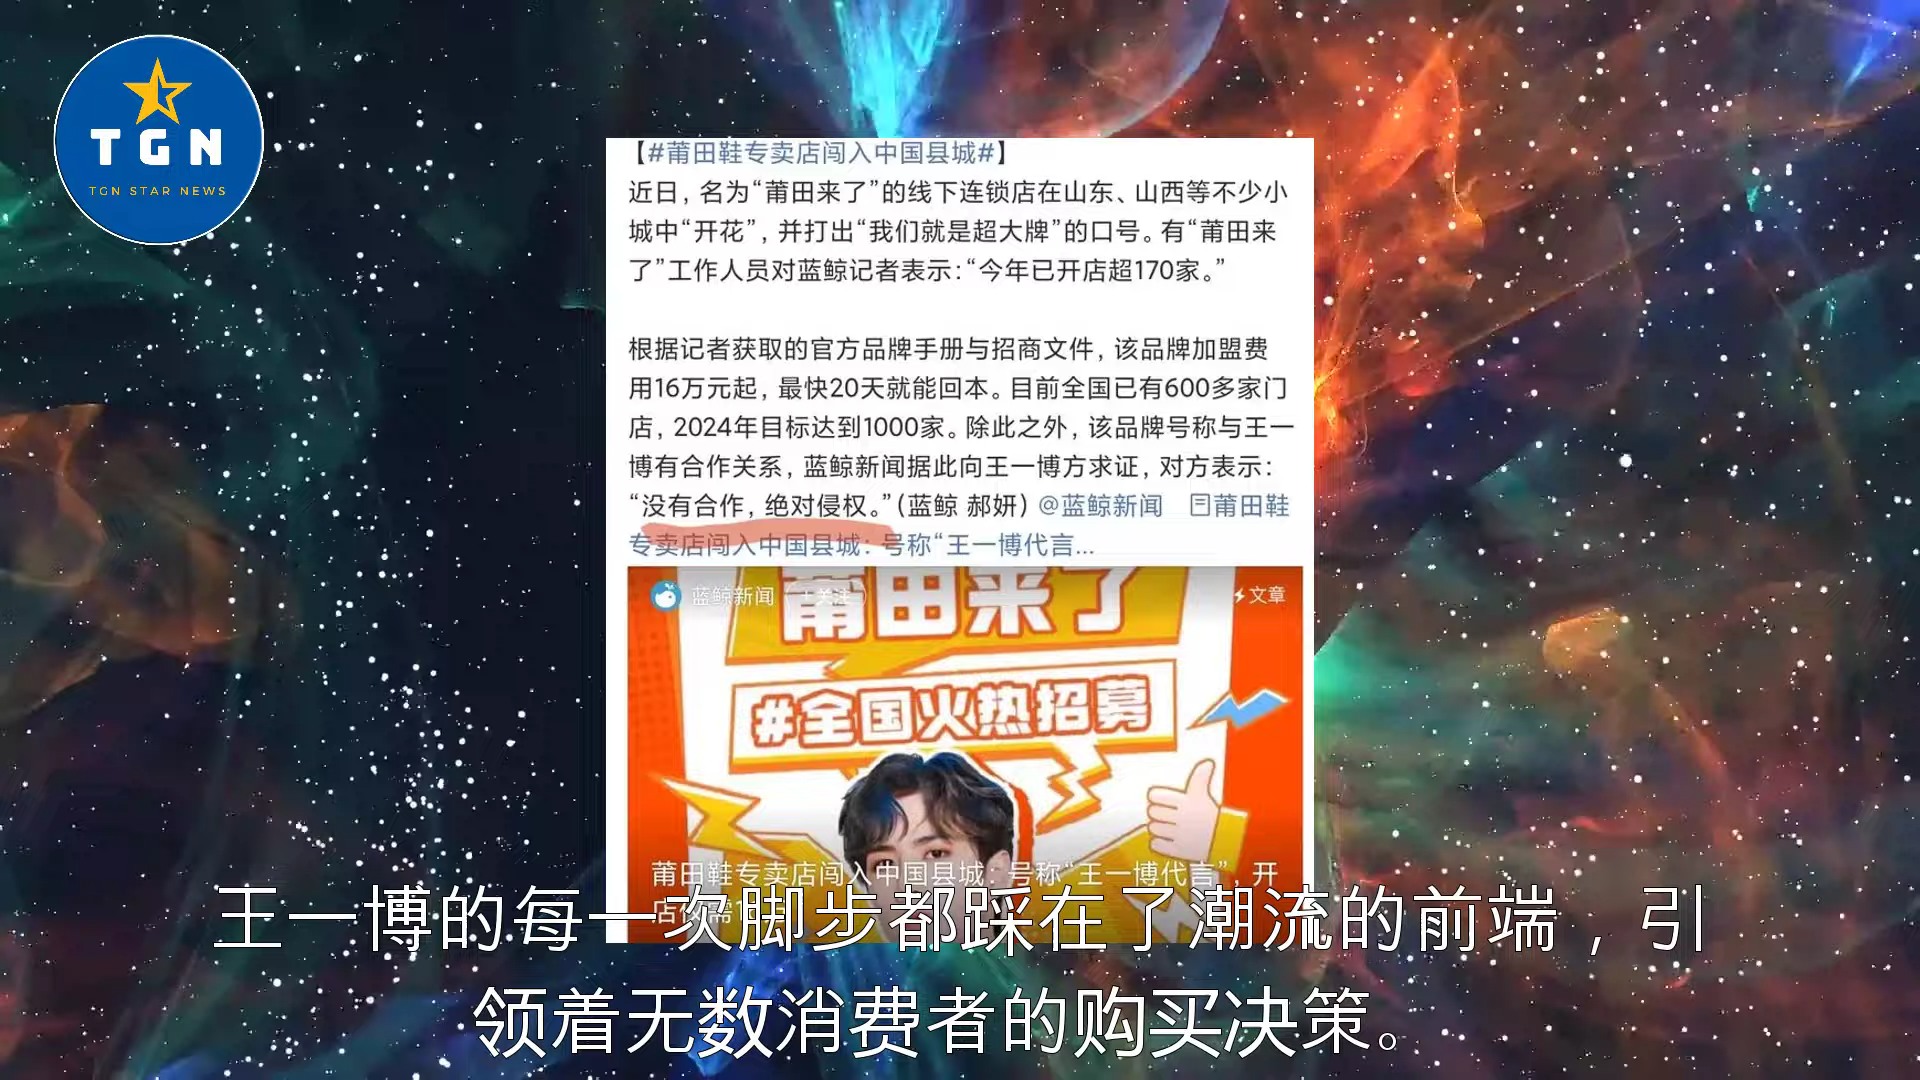 TGN
TGN STAR NEWS
【#莆田鞋专卖店闯入中国县城#】
近日，名为“莆田来了”的线下连锁店在山东、山西等不少小
城中“开花”，并打出“我们就是超大牌”的口号。有“莆田来
了”工作人员对蓝鲸记者表示：“今年已开店超170家。”
根据记者获取的官方品牌手册与招商文件，该品牌加盟费
用16万元起，最快20天就能回本。目前全国已有600多家门
店，2024年目标达到1000家。除此之外，该品牌号称与王一
博有合作关系，蓝鲸新闻据此向王一博方求证，对方表示：
“没有合作，绝对侵权。”（蓝鲸 郝妍）@蓝鲸新闻 莆田鞋
专卖店闯入中国县城：号称“王一博代言...
蓝鲸新闻 +关注 文章
莆田来了
#全国火热招募
莆田鞋专卖店闯入中国县城：号称“王一博代言”，开
王一博的每一次脚步都踩在了潮流的前端，引
领着无数消费者的购买决策。